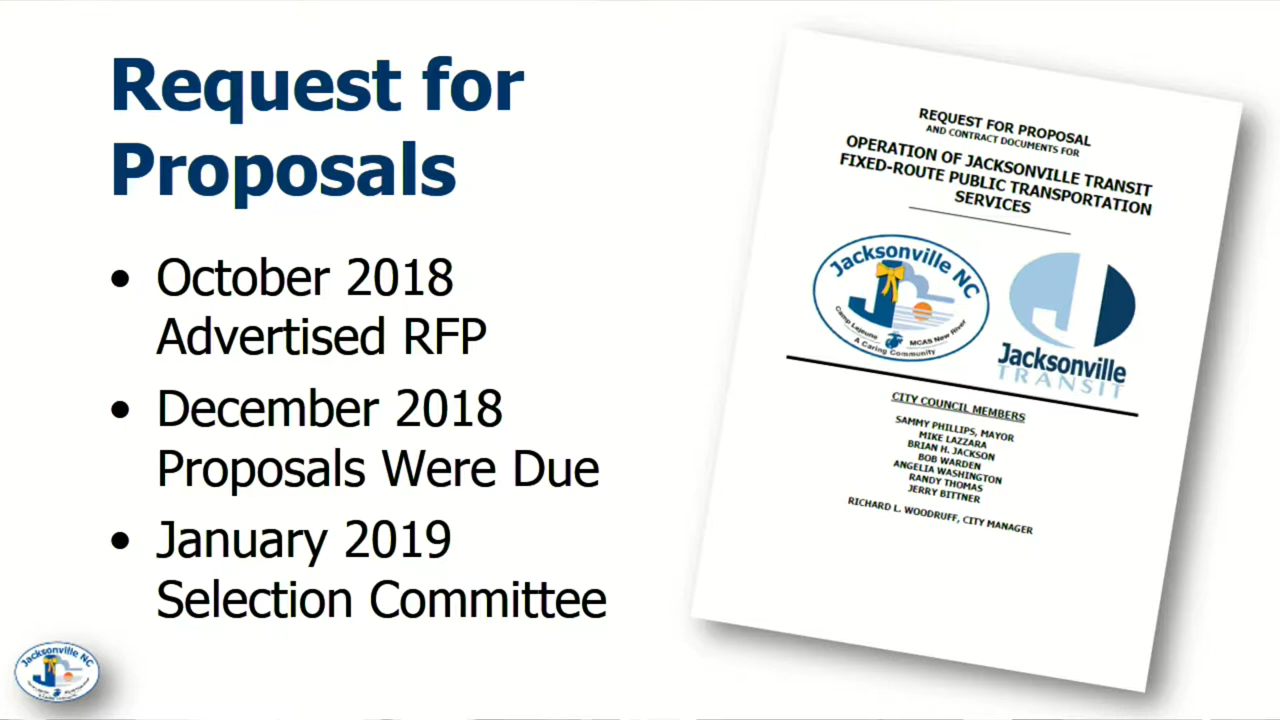 Request for
Proposals
• October 2018
Advertised RFP
• December 2018
Proposals Were Due
• January 2019
Selection Committee
REQUEST FOR PROPOSAL
AND CONTRACT DOCUMENTS FOR
OPERATION OF JACKSONVILLE TRANSIT
FIXED-ROUTE PUBLIC TRANSPORTATION
SERVICES
Jacksonville NC
Camp Lejeune
MCAS New River
A Caring Community
Jacksonville
TRANSIT
CITY COUNCIL MEMBERS
SAMMY PHILLIPS, MAYOR
MIKE LAZZARA
BRIAN H. JACKSON
BOB WARDEN
ANGELIA WASHINGTON
RANDY THOMAS
JERRY BITTNER
RICHARD L. WOODRUFF, CITY MANAGER
Jacksonville NC